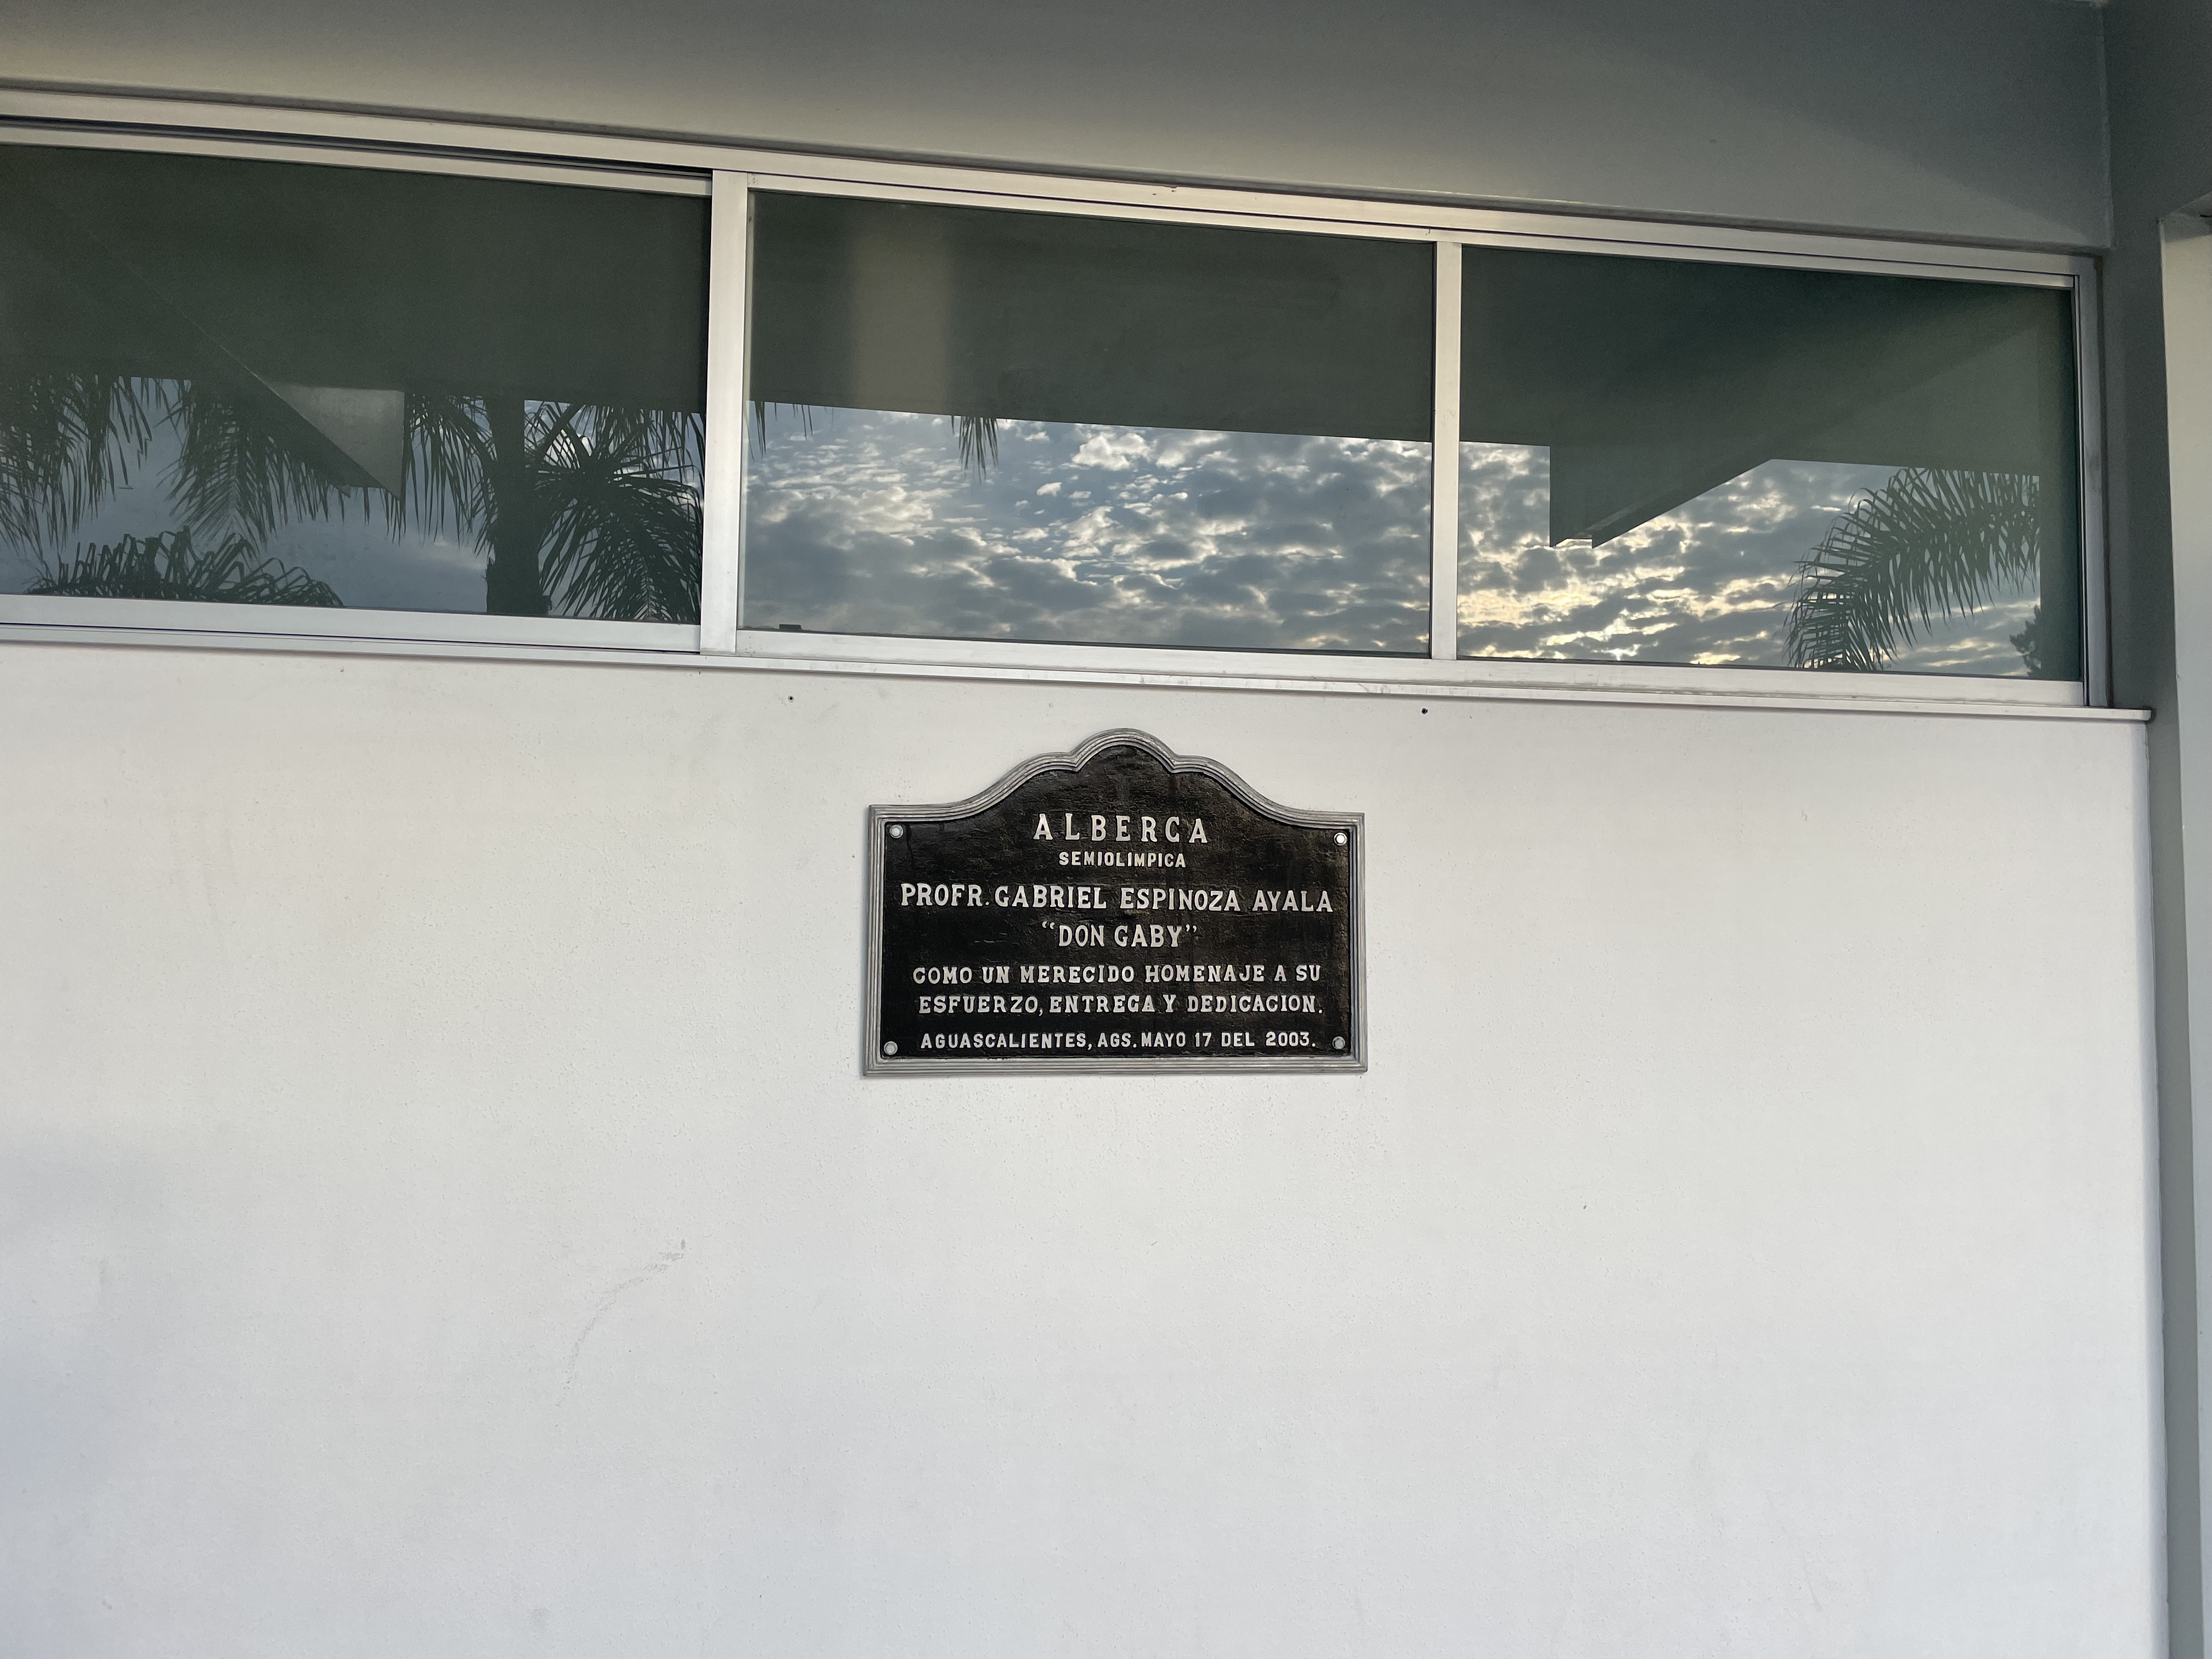 ALBERCA
SEMIOLIMPICA
PROFR. GABRIEL ESPINOZA AYALA
“DON GABY”
COMO UN MERECIDO HOMENAJE A SU
ESFUERZO, ENTREGA Y DEDICACION.
AGUASCALIENTES, AGS. MAYO 17 DEL 2003.